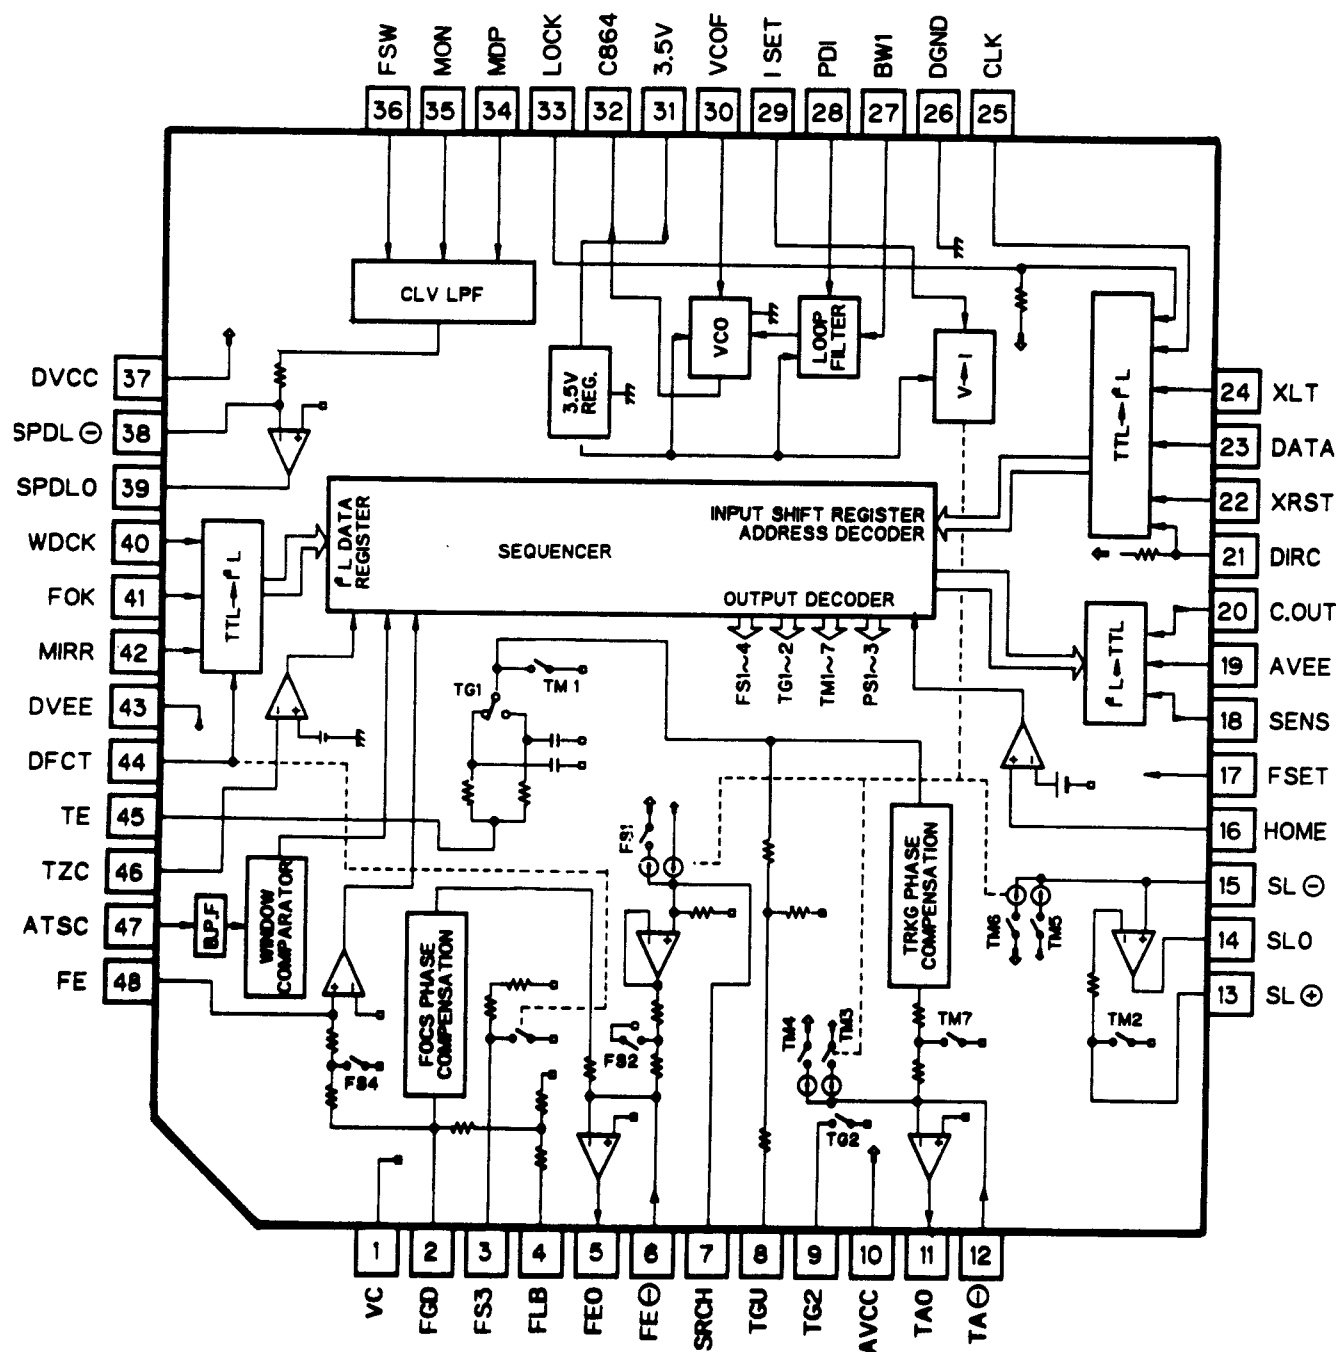 FSW
MON
MDP
LOCK
C864
3.5V
VCOF
I SET
PDI
BW1
DGND
CLK
36
35
34
33
32
31
30
29
28
27
26
25
CLV LPF
3.5V
REG.
VCO
LOOP
FILTER
V→I
TTL→I²L
DVCC 37
SPDL⊖ 38
SPDLO 39
WDCK 40
FOK 41
MIRR 42
DVEE 43
DFCT 44
TE 45
TZC 46
ATSC 47
FE 48
24 XLT
23 DATA
22 XRST
21 DIRC
20 C.OUT
19 AVEE
18 SENS
17 FSET
16 HOME
15 SL⊖
14 SLO
13 SL⊕
TTL→I²L
I²L DATA
REGISTER
SEQUENCER
INPUT SHIFT REGISTER
ADDRESS DECODER
OUTPUT DECODER
FS1~4
TG1~2
TM1~7
PS1~3
I²L→TTL
TG1
TM1
B.P.F
WINDOW
COMPARATOR
FOCS PHASE
COMPENSATION
TRKG PHASE
COMPENSATION
FS1
FS2
FS4
TM6
TM5
TM4
TM3
TM7
TM2
TG2
1
2
3
4
5
6
7
8
9
10
11
12
VC
FGD
FS3
FLB
FEO
FE⊖
SRCH
TGU
TG2
AVCC
TAO
TA⊖